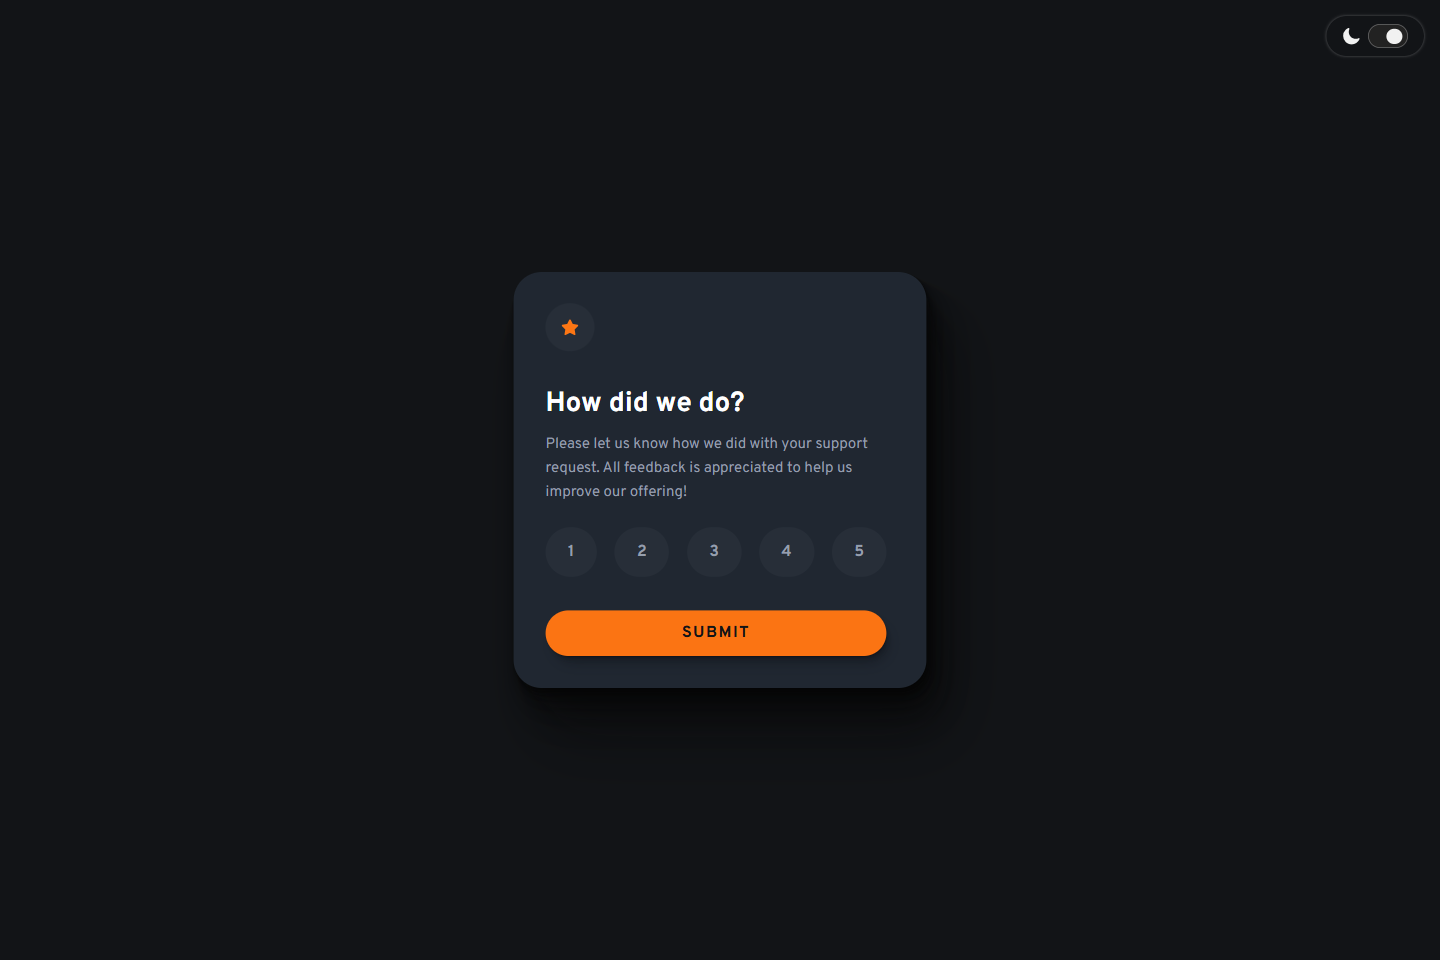 How did we do?
Please let us know how we did with your support
request. All feedback is appreciated to help us
improve our offering!
1 2 3 4 5
SUBMIT